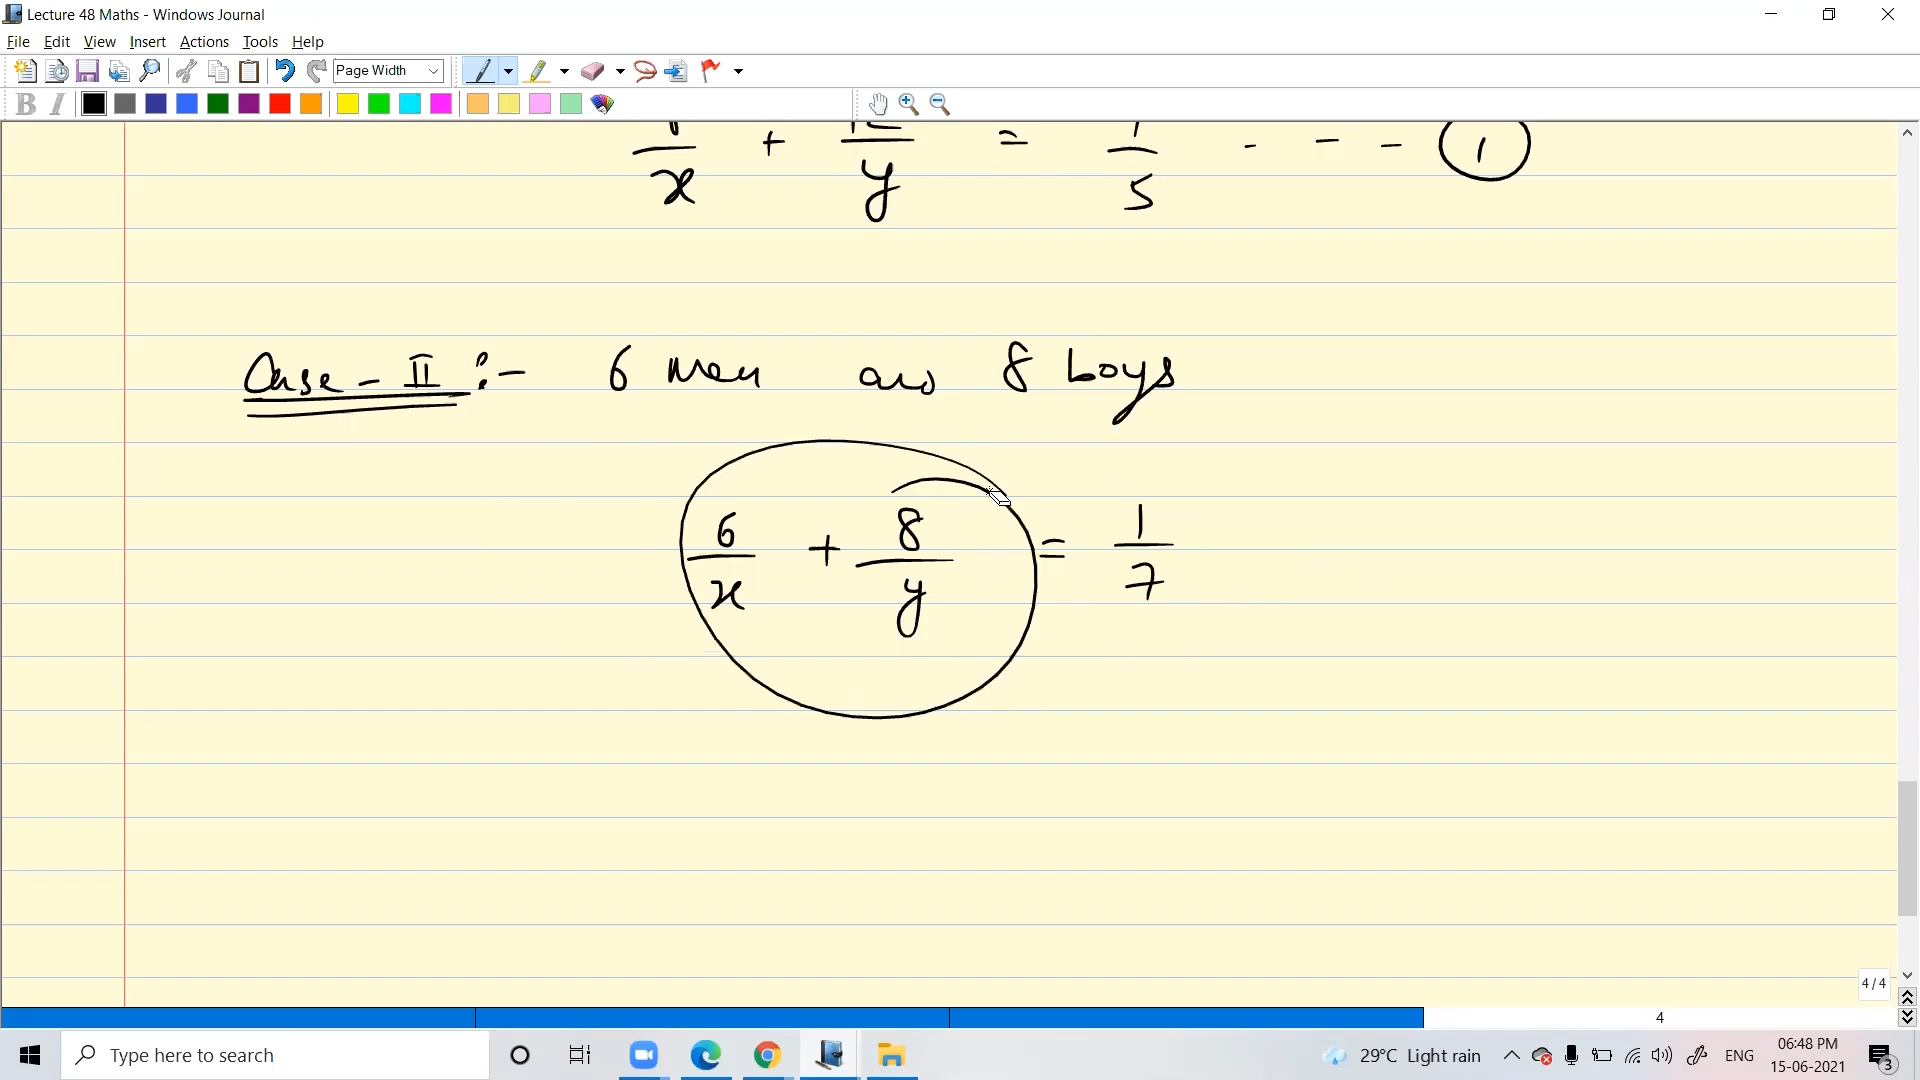 Lecture 48 Maths - Windows Journal
File Edit View Insert Actions Tools Help
Page Width
B I
x + y = 1/5 - - - 1
Case - II :- 6 Men and 8 boys
6/x + 8/y = 1/7
4 / 4
4
Type here to search
29°C Light rain
ENG
06:48 PM
15-06-2021
3